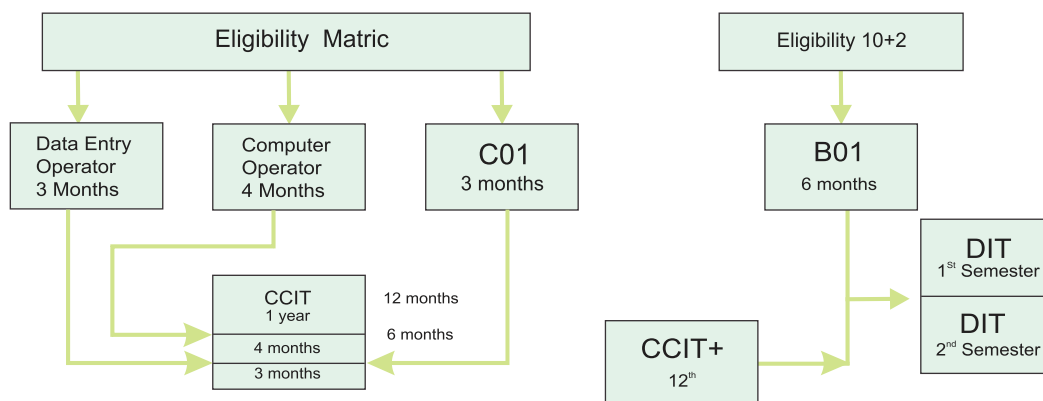 Eligibility Matric
Eligibility 10+2
Data Entry
Operator
3 Months
Computer
Operator
4 Months
C01
3 months
B01
6 months
CCIT
1 year
4 months
3 months
12 months
6 months
CCIT+
12th
DIT
1St Semester
DIT
2nd Semester